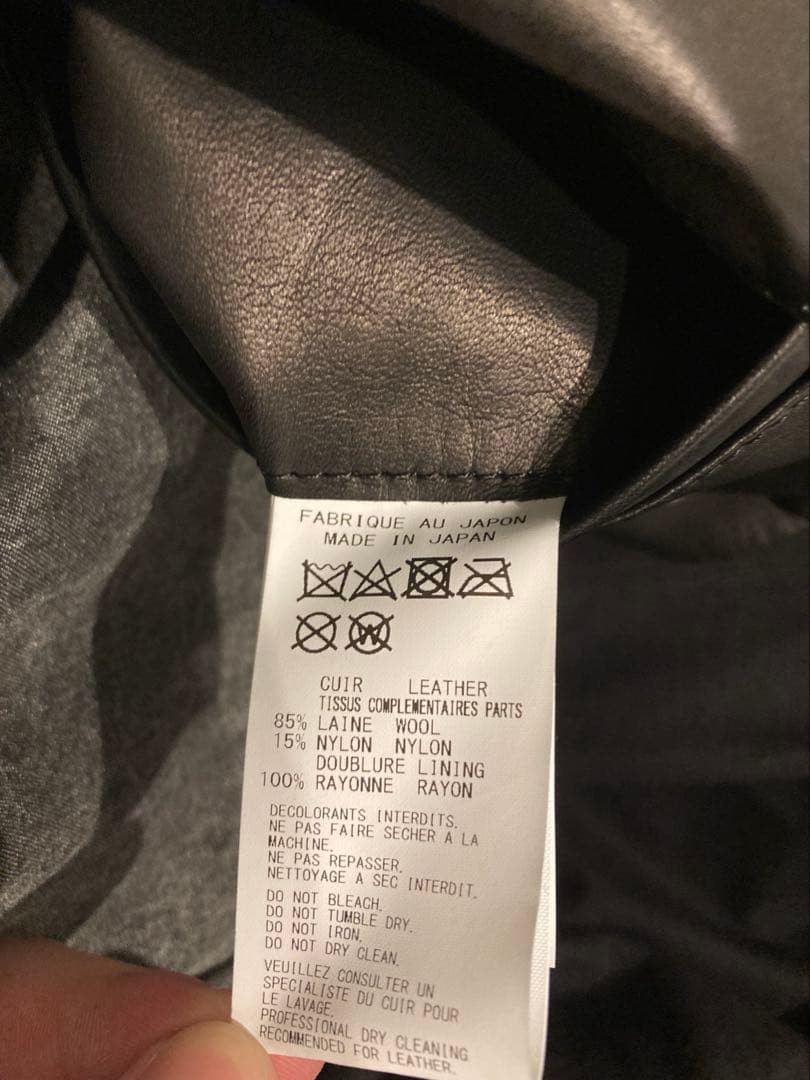 FABRIQUE AU JAPON
MADE IN JAPAN
W
CUIR LEATHER
TISSUS COMPLEMENTAIRES PARTS
85% LAINE WOOL
15% NYLON NYLON
DOUBLURE LINING
100% RAYONNE RAYON
DECOLORANTS INTERDITS.
NE PAS FAIRE SECHER A LA
MACHINE.
NE PAS REPASSER.
NETTOYAGE A SEC INTERDIT.
DO NOT BLEACH.
DO NOT TUMBLE DRY.
DO NOT IRON.
DO NOT DRY CLEAN.
VEUILLEZ CONSULTER UN
SPECIALISTE DU CUIR POUR
LE LAVAGE.
PROFESSIONAL DRY CLEANING
RECOMMENDED FOR LEATHER.